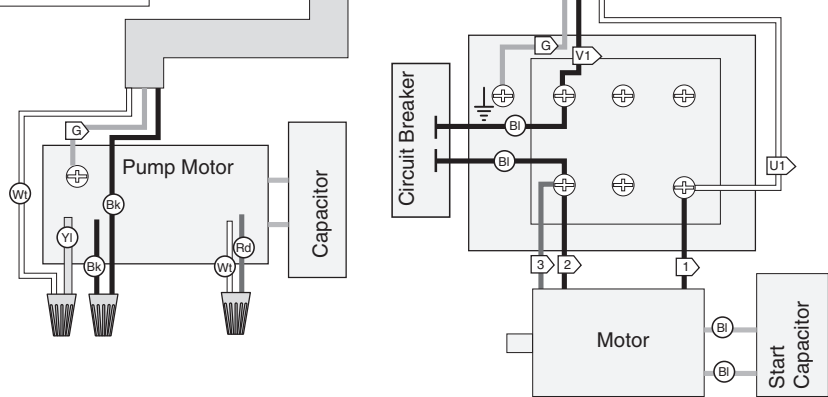 G
Pump Motor
Wt
Bk
Yl
Bk
Wt
Rd
Capacitor
Circuit Breaker
G
V1
Bl
Bl
U1
3
2
1
Motor
Bl
Bl
Start
Capacitor